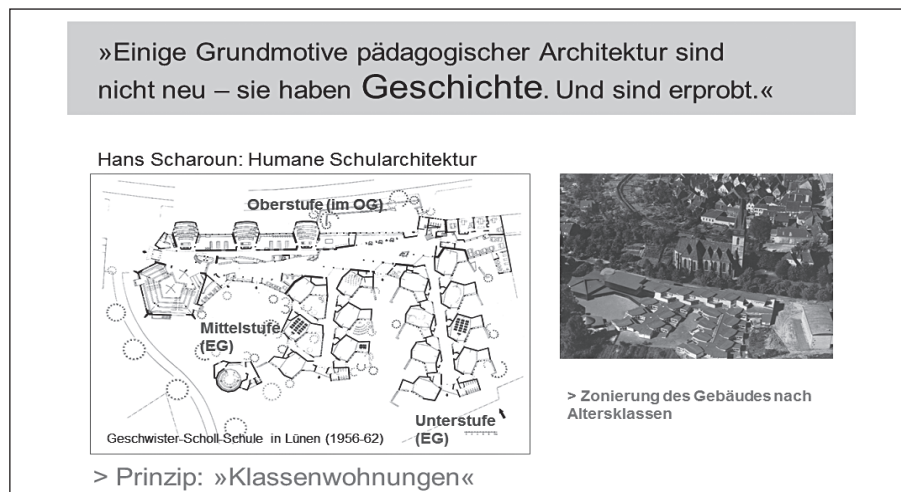 »Einige Grundmotive pädagogischer Architektur sind
nicht neu – sie haben Geschichte. Und sind erprobt.«
Hans Scharoun: Humane Schularchitektur
Oberstufe (im OG)
Mittelstufe
(EG)
Unterstufe
(EG)
Geschwister-Scholl-Schule in Lünen (1956-62)
> Zonierung des Gebäudes nach
Altersklassen
> Prinzip: »Klassenwohnungen«